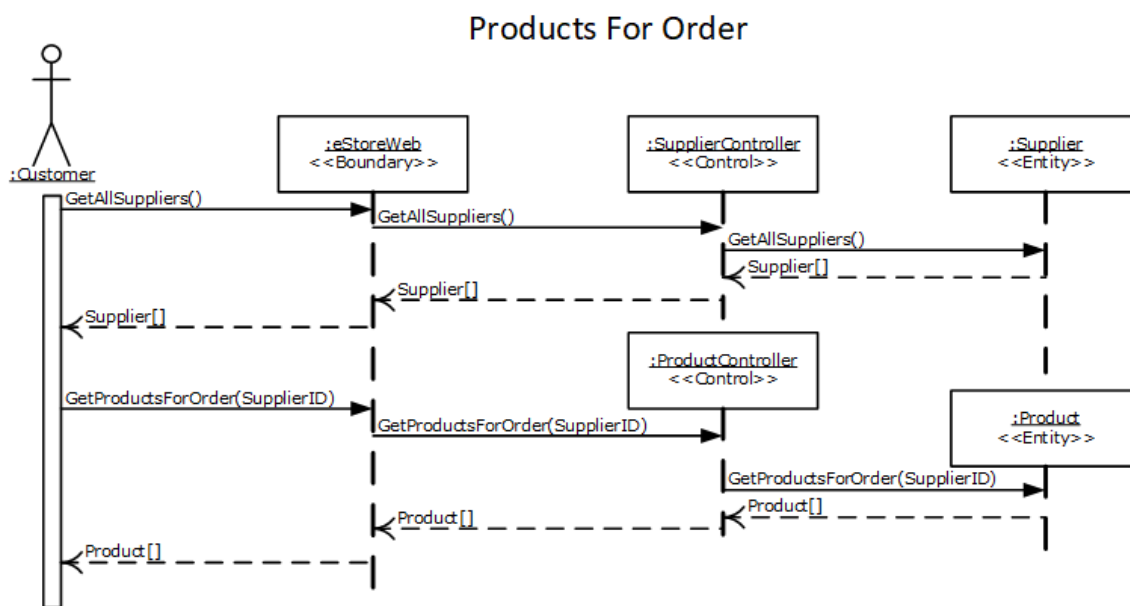 Products For Order
:Customer
:eStoreWeb
<<Boundary>>
:SupplierController
<<Control>>
:Supplier
<<Entity>>
GetAllSuppliers()
GetAllSuppliers()
GetAllSuppliers()
Supplier[]
Supplier[]
Supplier[]
:ProductController
<<Control>>
GetProductsForOrder(SupplierID)
GetProductsForOrder(SupplierID)
:Product
<<Entity>>
GetProductsForOrder(SupplierID)
Product[]
Product[]
Product[]